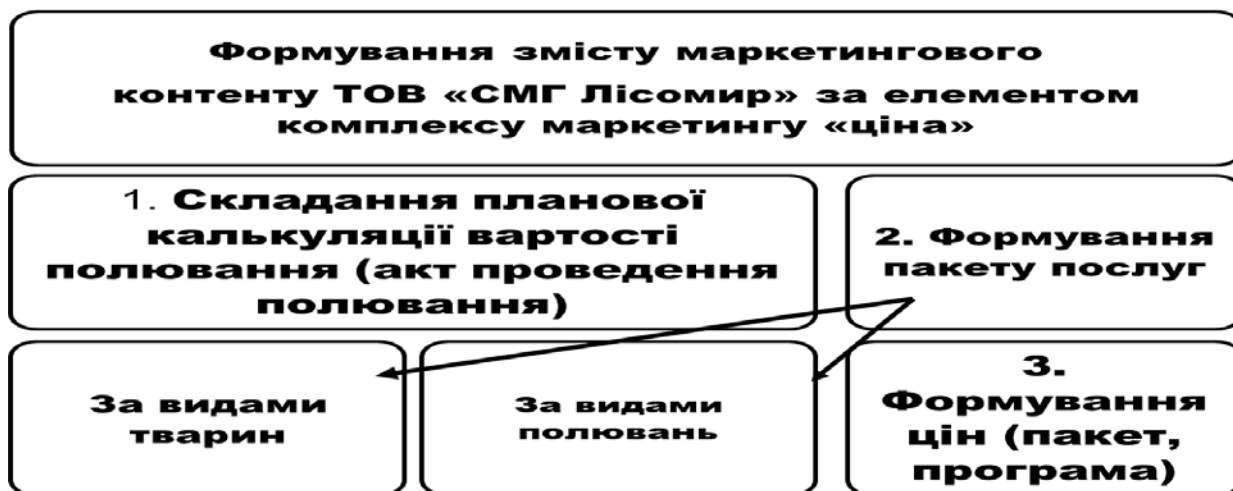 Формування змісту маркетингового
контенту ТОВ «СМГ Лісомир» за елементом
комплексу маркетингу «ціна»
1. Складання планової
калькуляції вартості
полювання (акт проведення
полювання)
2. Формування
пакету послуг
За видами
тварин
За видами
полювань
3.
Формування
цін (пакет,
програма)